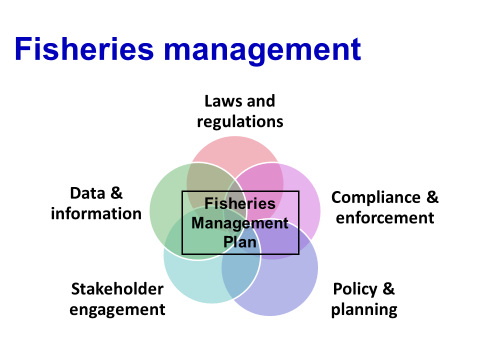 Fisheries management
Laws and
regulations
Data &
information
Fisheries
Management
Plan
Compliance &
enforcement
Stakeholder
engagement
Policy &
planning